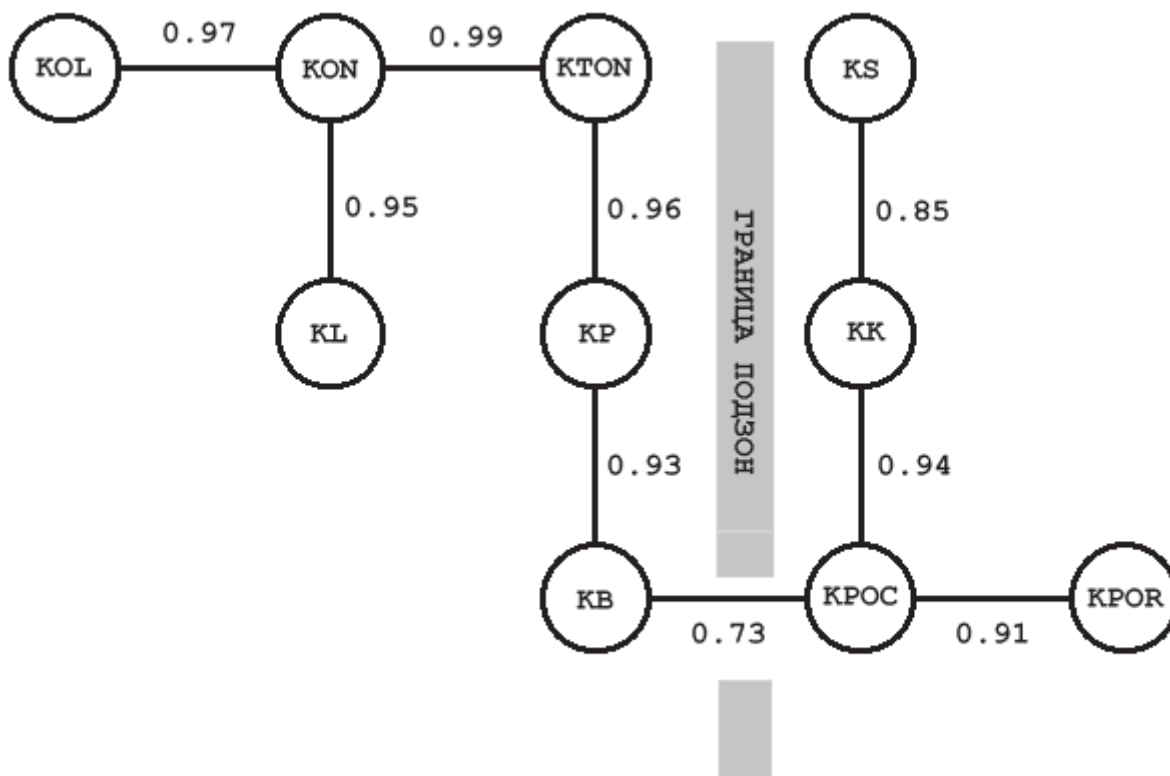 0.97
0.99
KOL
KON
KTON
KS
0.95
0.96
0.85
ГРАНИЦА ПОДЗОН
KL
KP
KK
0.93
0.94
KB
KPOC
KPOR
0.73
0.91